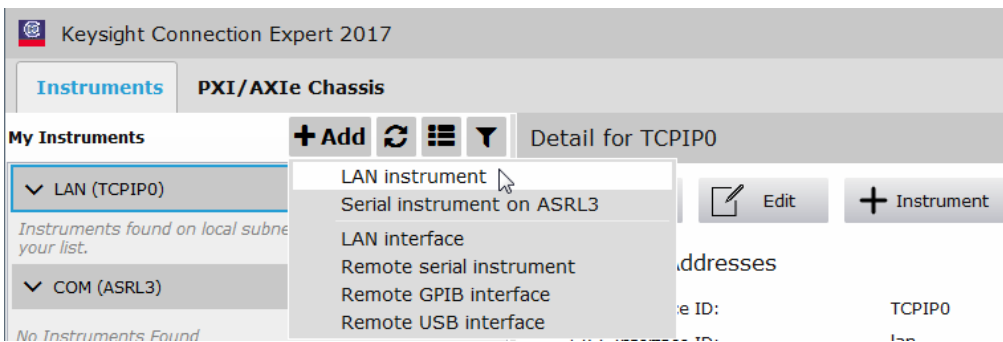 Keysight Connection Expert 2017
Instruments PXI/AXIe Chassis
My Instruments
Add
Detail for TCPIP0
LAN (TCPIP0)
Instruments found on local subne
your list.
COM (ASRL3)
No Instruments Found
LAN instrument
Serial instrument on ASRL3
LAN interface
Remote serial instrument
Remote GPIB interface
Remote USB interface
Edit
Instrument
Addresses
e ID:
TCPIP0
lan